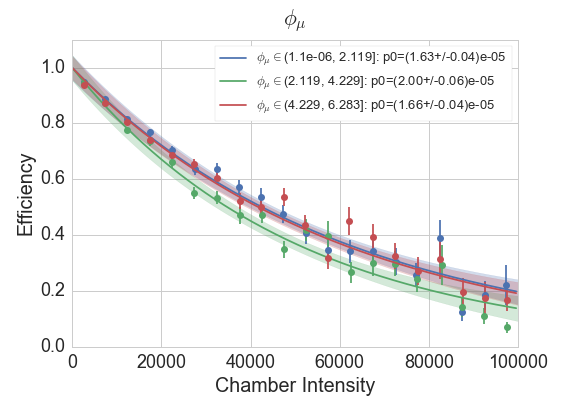 ϕμ
ϕμ ∈ (1.1e-06, 2.119]: p0=(1.63+/-0.04)e-05
ϕμ ∈ (2.119, 4.229]: p0=(2.00+/-0.06)e-05
ϕμ ∈ (4.229, 6.283]: p0=(1.66+/-0.04)e-05
Efficiency
1.0
0.8
0.6
0.4
0.2
0.0
0 20000 40000 60000 80000 100000
Chamber Intensity